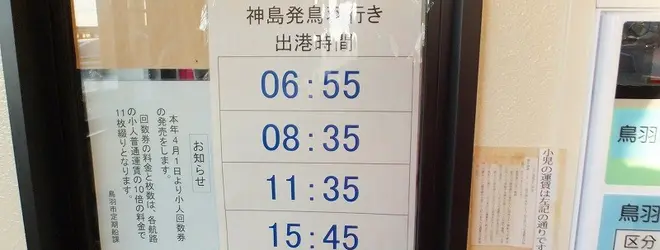 神島発鳥羽行き
出港時間
06:55
08:35
11:35
15:45
お知らせ
本年4月1日より小人回数券
の発売をします。
回数券の料金と枚数は、各航路
の小人普通運賃の10倍の料金で
11枚綴りとなります。
鳥羽市定期船課
小児の運賃は左記の通りです
鳥羽
鳥羽
区分